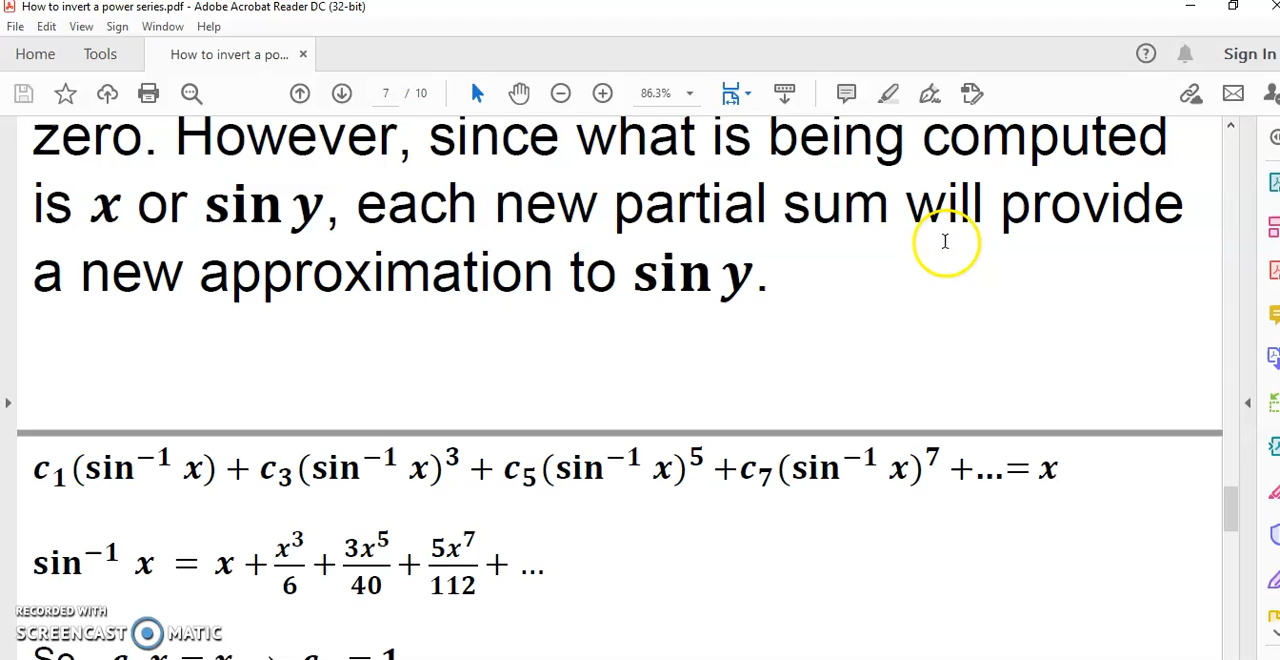 How to invert a power series.pdf - Adobe Acrobat Reader DC (32-bit)
File Edit View Sign Window Help
Home Tools How to invert a po... × Sign In
7 / 10 86.3%
zero. However, since what is being computed
is x or sin y, each new partial sum will provide
a new approximation to sin y.
c₁(sin⁻¹ x) + c₃(sin⁻¹ x)³ + c₅(sin⁻¹ x)⁵ +c₇(sin⁻¹ x)⁷ +...= x
sin⁻¹ x = x + x³/6 + 3x⁵/40 + 5x⁷/112 + ...
RECORDED WITH
SCREENCAST MATIC